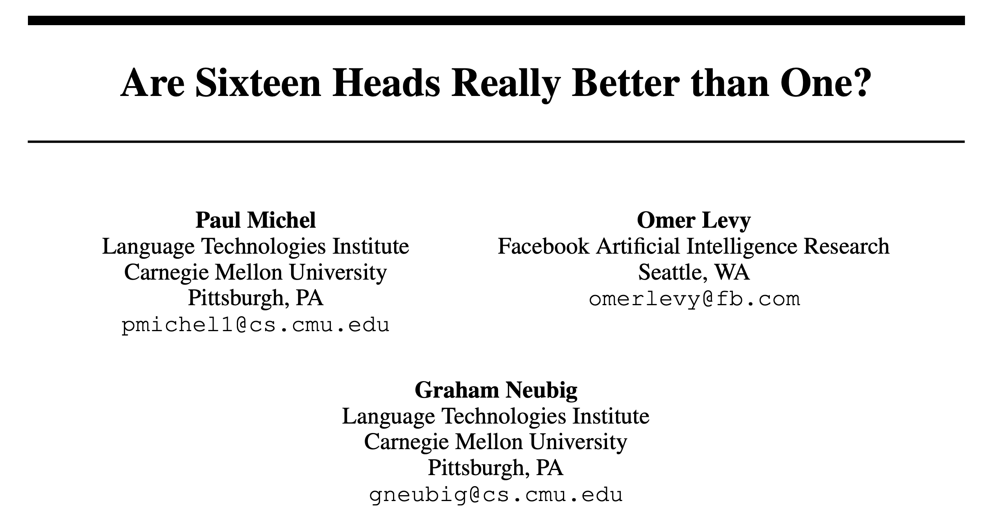 Are Sixteen Heads Really Better than One?
Paul Michel
Language Technologies Institute
Carnegie Mellon University
Pittsburgh, PA
pmichel1@cs.cmu.edu
Omer Levy
Facebook Artificial Intelligence Research
Seattle, WA
omerlevy@fb.com
Graham Neubig
Language Technologies Institute
Carnegie Mellon University
Pittsburgh, PA
gneubig@cs.cmu.edu